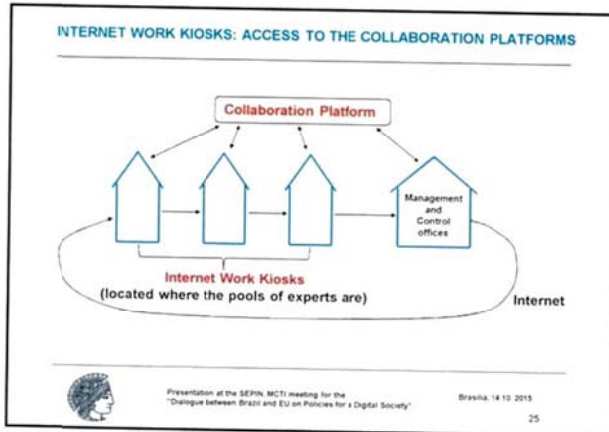 INTERNET WORK KIOSKS: ACCESS TO THE COLLABORATION PLATFORMS
Collaboration Platform
Management
and
Control
offices
Internet Work Kiosks
(located where the pools of experts are)
Internet
Presentation at the SEPIN, MCTI meeting for the
"Dialogue between Brazil and EU on Policies for a Digital Society"
Brasilia, 14.10.2015
25